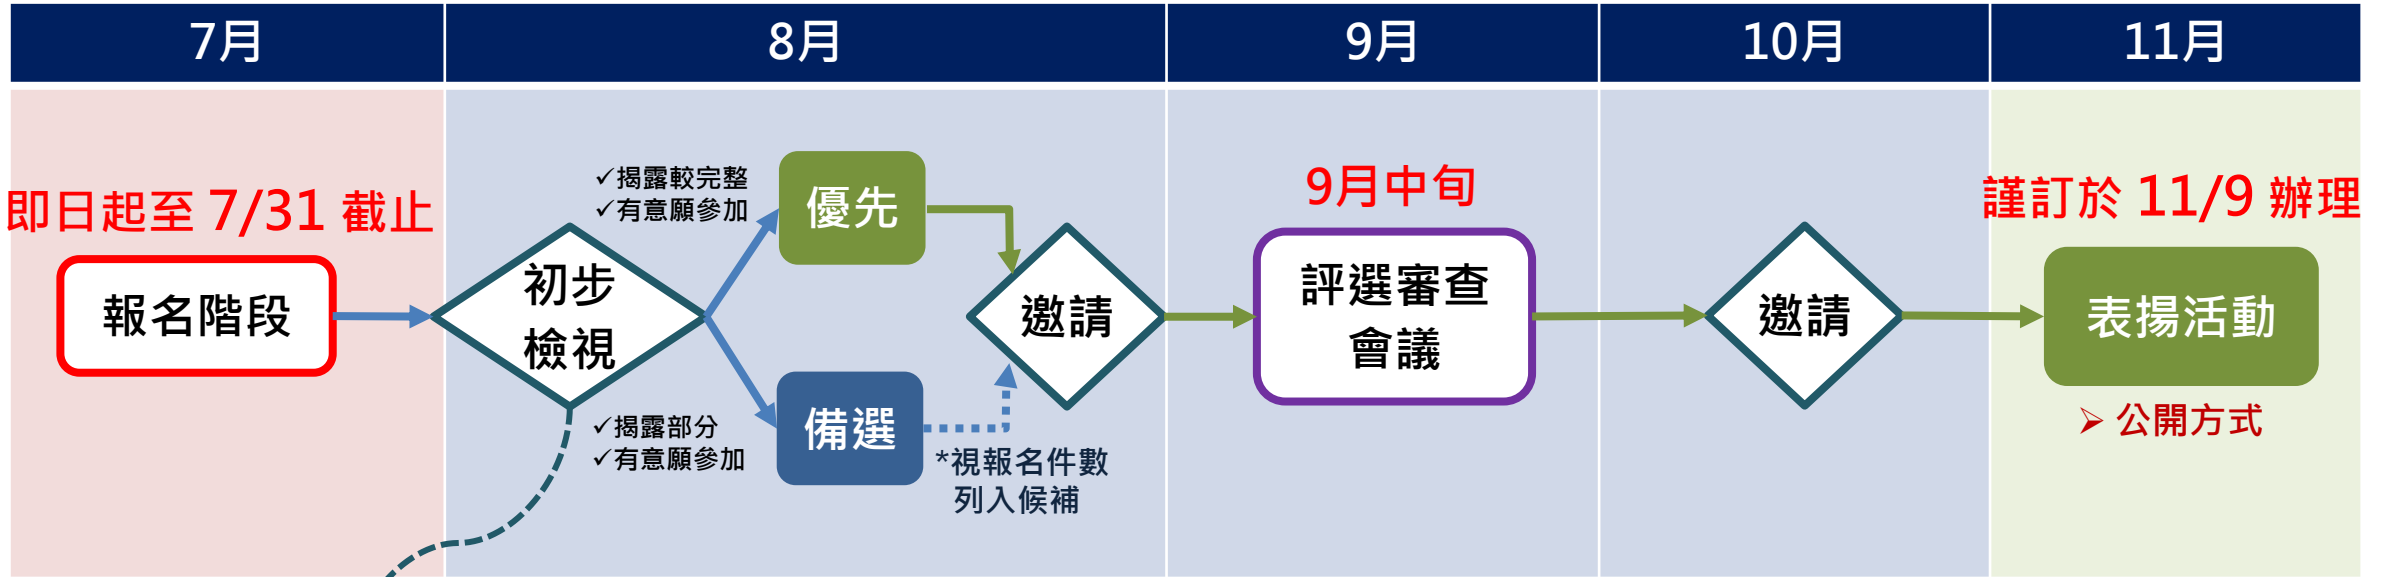 7月
8月
9月
10月
11月
即日起至 7/31 截止
報名階段
初步
檢視
✓揭露較完整
✓有意願參加
優先
✓揭露部分
✓有意願參加
備選
*視報名件數
列入候補
邀請
9月中旬
評選審查
會議
邀請
謹訂於 11/9 辦理
表揚活動
➢ 公開方式